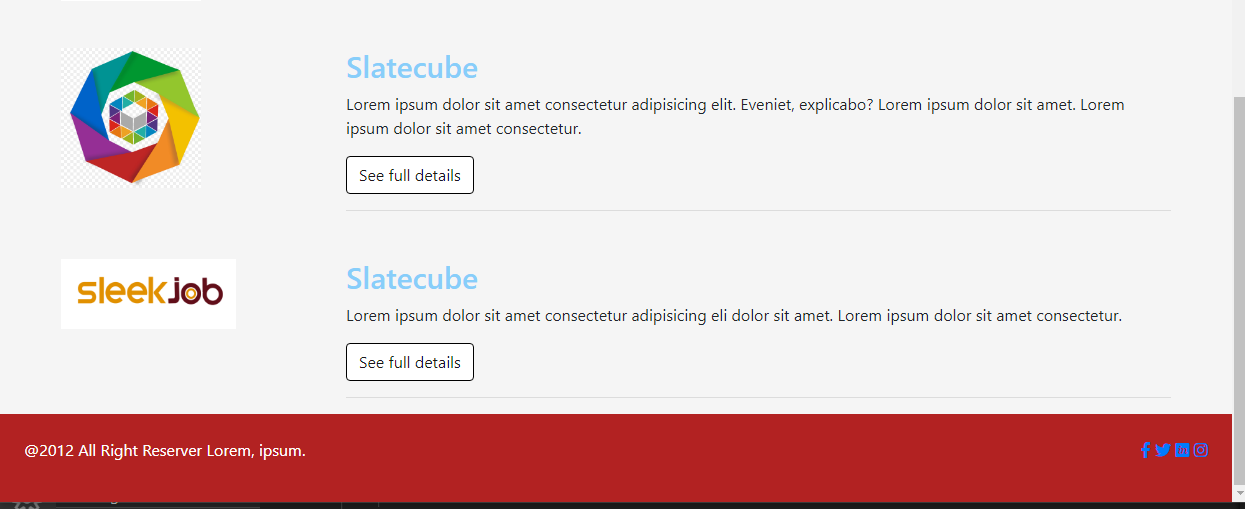 Slatecube
Lorem ipsum dolor sit amet consectetur adipisicing elit. Eveniet, explicabo? Lorem ipsum dolor sit amet. Lorem
ipsum dolor sit amet consectetur.
See full details
sleekjob
Slatecube
Lorem ipsum dolor sit amet consectetur adipisicing eli dolor sit amet. Lorem ipsum dolor sit amet consectetur.
See full details
@2012 All Right Reserver Lorem, ipsum.